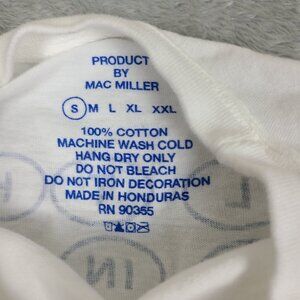 PRODUCT
BY
MAC MILLER
S M L XL XXL
100% COTTON
MACHINE WASH COLD
HANG DRY ONLY
DO NOT BLEACH
DO NOT IRON DECORATION
MADE IN HONDURAS
RN 90355
IN